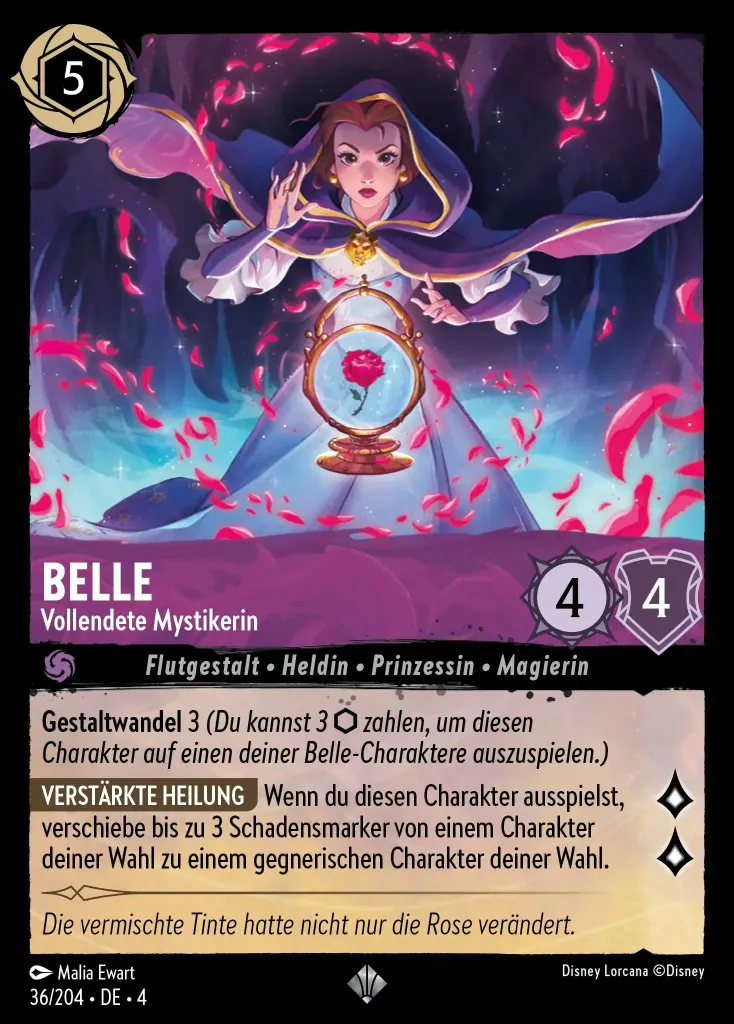 5
BELLE
Vollendete Mystikerin
4
4
Flutgestalt • Heldin • Prinzessin • Magierin
Gestaltwandel 3 (Du kannst 3 ⬡ zahlen, um diesen
Charakter auf einen deiner Belle-Charaktere auszuspielen.)
VERSTÄRKTE HEILUNG Wenn du diesen Charakter ausspielst,
verschiebe bis zu 3 Schadensmarker von einem Charakter
deiner Wahl zu einem gegnerischen Charakter deiner Wahl.
Die vermischte Tinte hatte nicht nur die Rose verändert.
Malia Ewart
Disney Lorcana ©Disney
36/204 • DE • 4